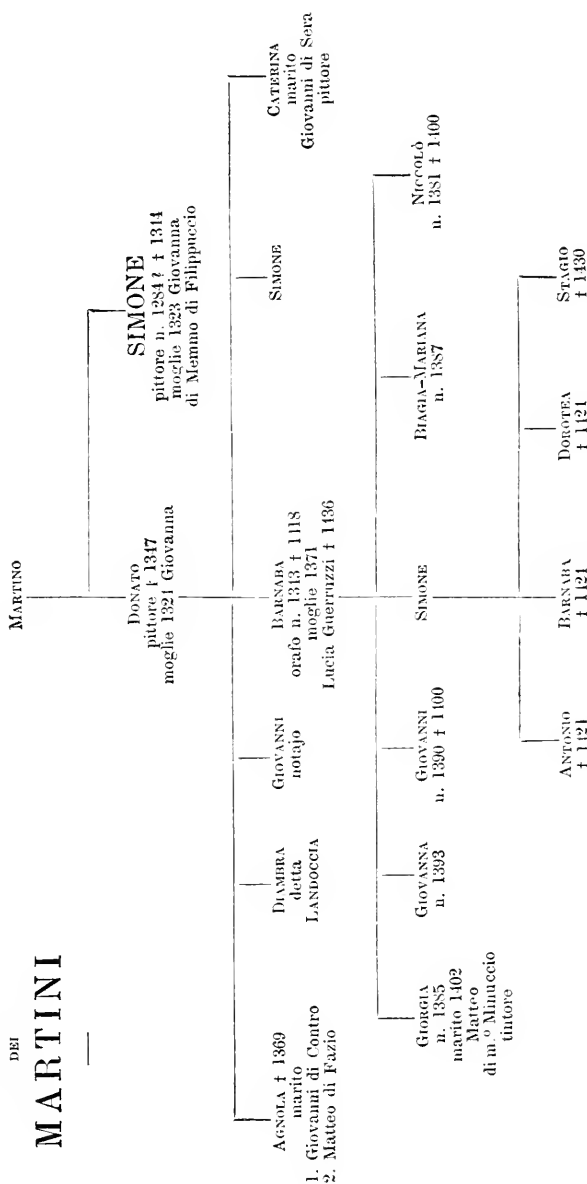 DEI
MARTINI
MARTINO
DONATO
pittore † 1347
moglie 1324 Giovanna
SIMONE
pittore n. 1284? † 1344
moglie 1323 Giovanna
di Memmo di Filippuccio
AGNOLA † 1369
marito
1. Giovanni di Contro
2. Matteo di Fazio
DIAMBRA
detta
LANDOCCIA
GIOVANNI
notajo
BARNABA
orafo n. 1343 † 1418
moglie 1371
Lucia Guerruzzi † 1436
SIMONE
CATERINA
marito
Giovanni di Sera
pittore
GIORGIA
n. 1385
marito 1402
Matteo
di m.º Minuccio
tintore
GIOVANNA
n. 1393
GIOVANNI
n. 1390 † 1400
SIMONE
BIAGIA-MARIANA
n. 1387
NICCOLÒ
n. 1381 † 1400
ANTONIO
† 1421
BARNABA
† 1421
DOROTEA
† 1421
STAGIO
† 1430